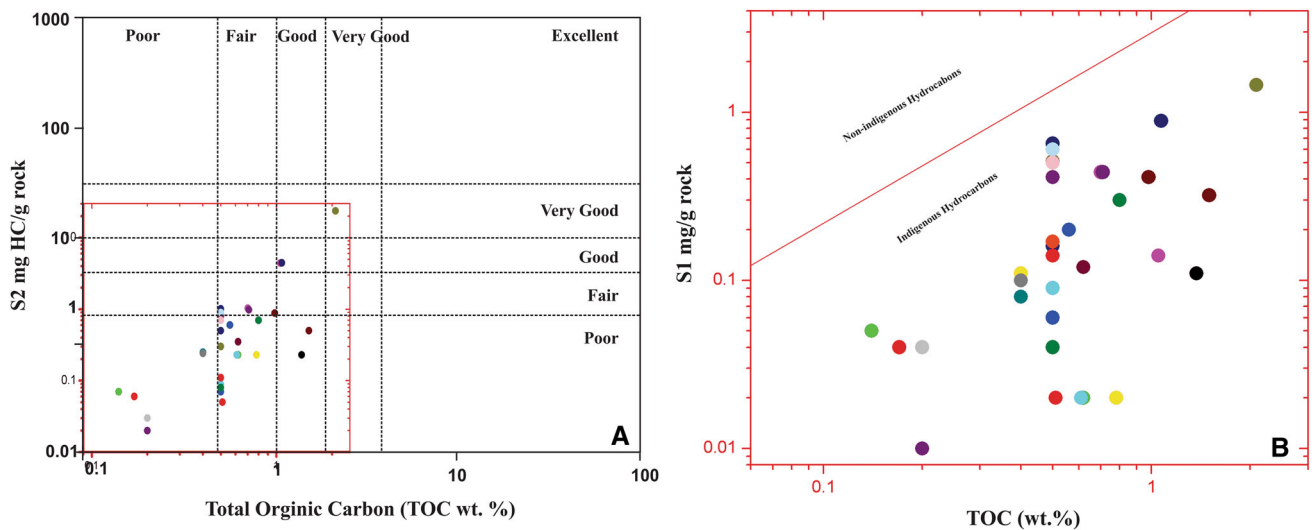 1000
Poor Fair Good Very Good Excellent
100
Very Good
10
Good
Fair
1
Poor
0.1
0.01
0.1 1 10 100
A
S2 mg HC/g rock
Total Orginic Carbon (TOC wt. %)
Non-indigenous Hydrocabons
Indigenous Hydrocarbons
1
0.1
0.01
0.1 1
B
S1 mg/g rock
TOC (wt.%)